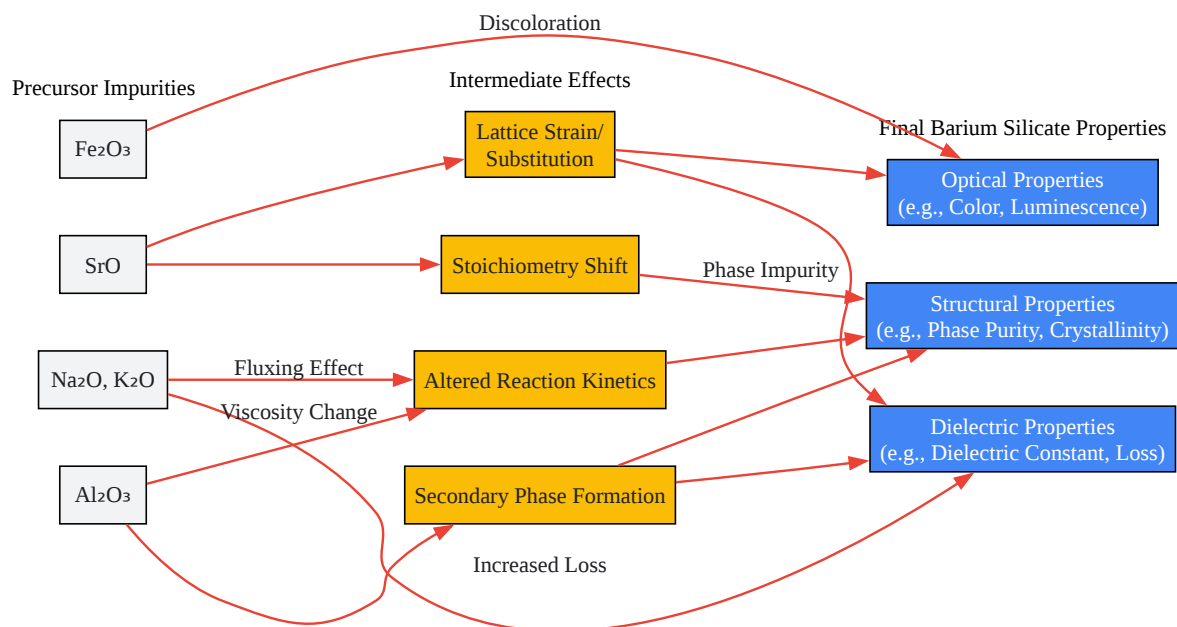 Discoloration
Precursor Impurities
Intermediate Effects
Final Barium Silicate Properties
Fe₂O₃
Lattice Strain/
Substitution
Optical Properties
(e.g., Color, Luminescence)
SrO
Stoichiometry Shift
Phase Impurity
Structural Properties
(e.g., Phase Purity, Crystallinity)
Na₂O, K₂O
Fluxing Effect
Altered Reaction Kinetics
Viscosity Change
Dielectric Properties
(e.g., Dielectric Constant, Loss)
Al₂O₃
Secondary Phase Formation
Increased Loss